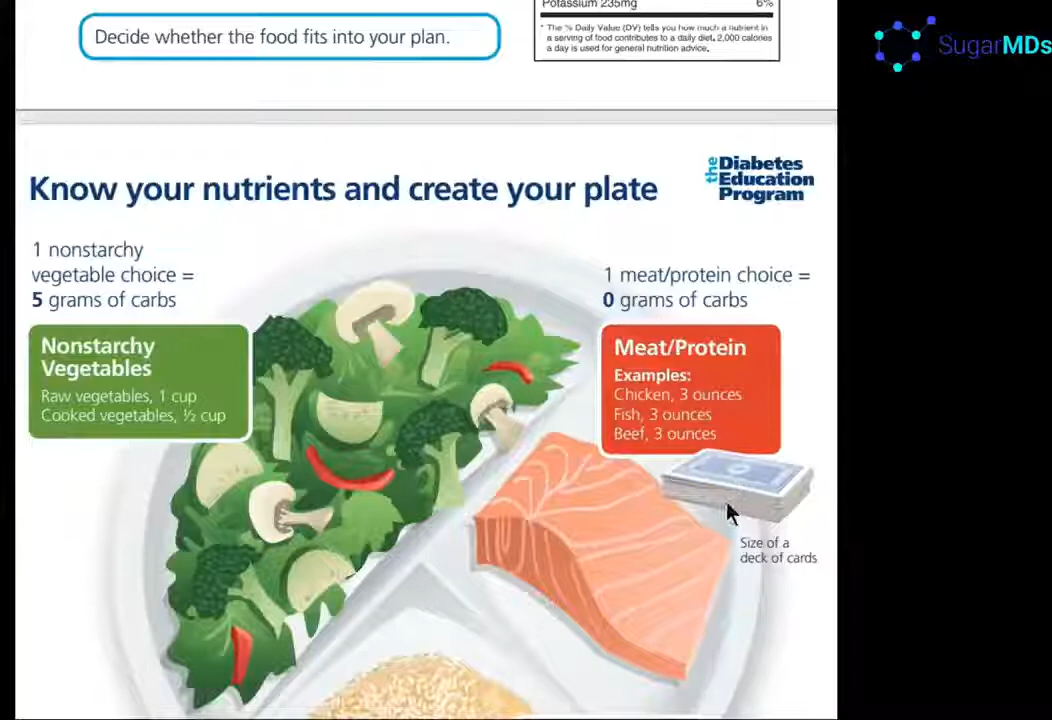 Potassium 235mg 6%
* The % Daily Value (DV) tells you how much a nutrient in
a serving of food contributes to a daily diet. 2,000 calories
a day is used for general nutrition advice.
Decide whether the food fits into your plan.
SugarMDs
Know your nutrients and create your plate
the Diabetes
Education
Program
1 nonstarchy
vegetable choice =
5 grams of carbs
Nonstarchy
Vegetables
Raw vegetables, 1 cup
Cooked vegetables, ½ cup
1 meat/protein choice =
0 grams of carbs
Meat/Protein
Examples:
Chicken, 3 ounces
Fish, 3 ounces
Beef, 3 ounces
Size of a
deck of cards